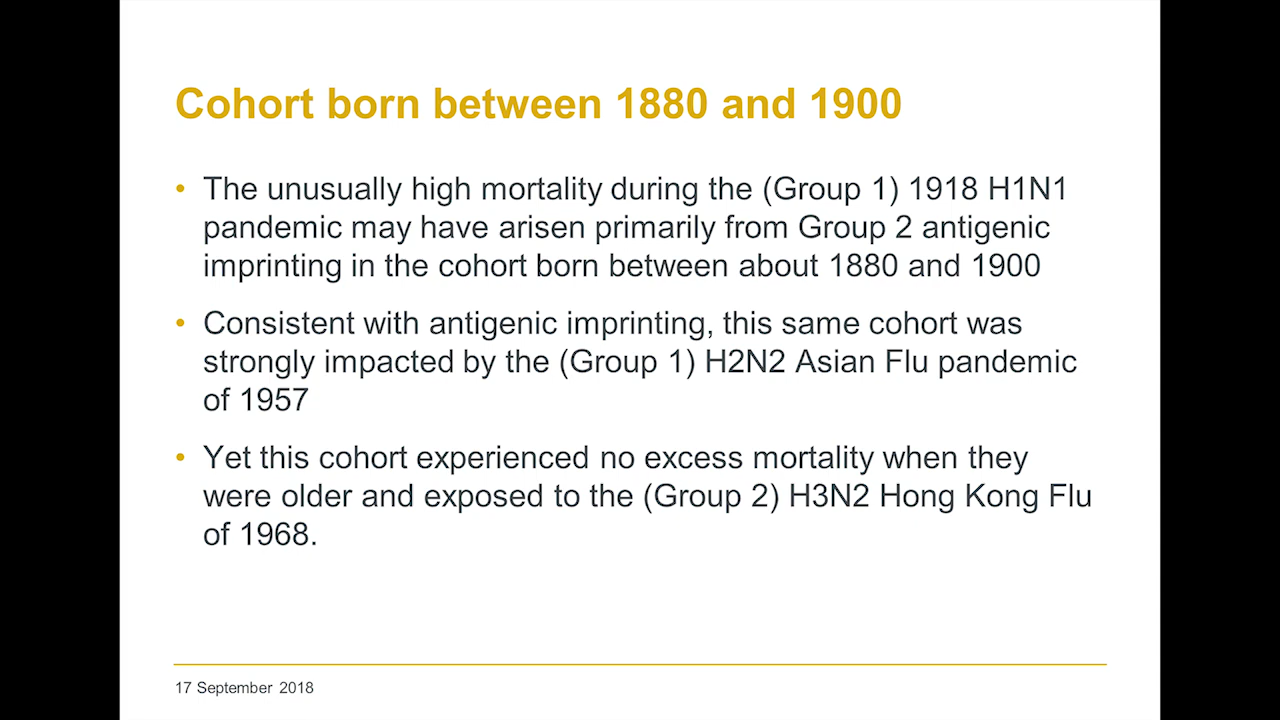 Cohort born between 1880 and 1900
• The unusually high mortality during the (Group 1) 1918 H1N1
pandemic may have arisen primarily from Group 2 antigenic
imprinting in the cohort born between about 1880 and 1900
• Consistent with antigenic imprinting, this same cohort was
strongly impacted by the (Group 1) H2N2 Asian Flu pandemic
of 1957
• Yet this cohort experienced no excess mortality when they
were older and exposed to the (Group 2) H3N2 Hong Kong Flu
of 1968.
17 September 2018